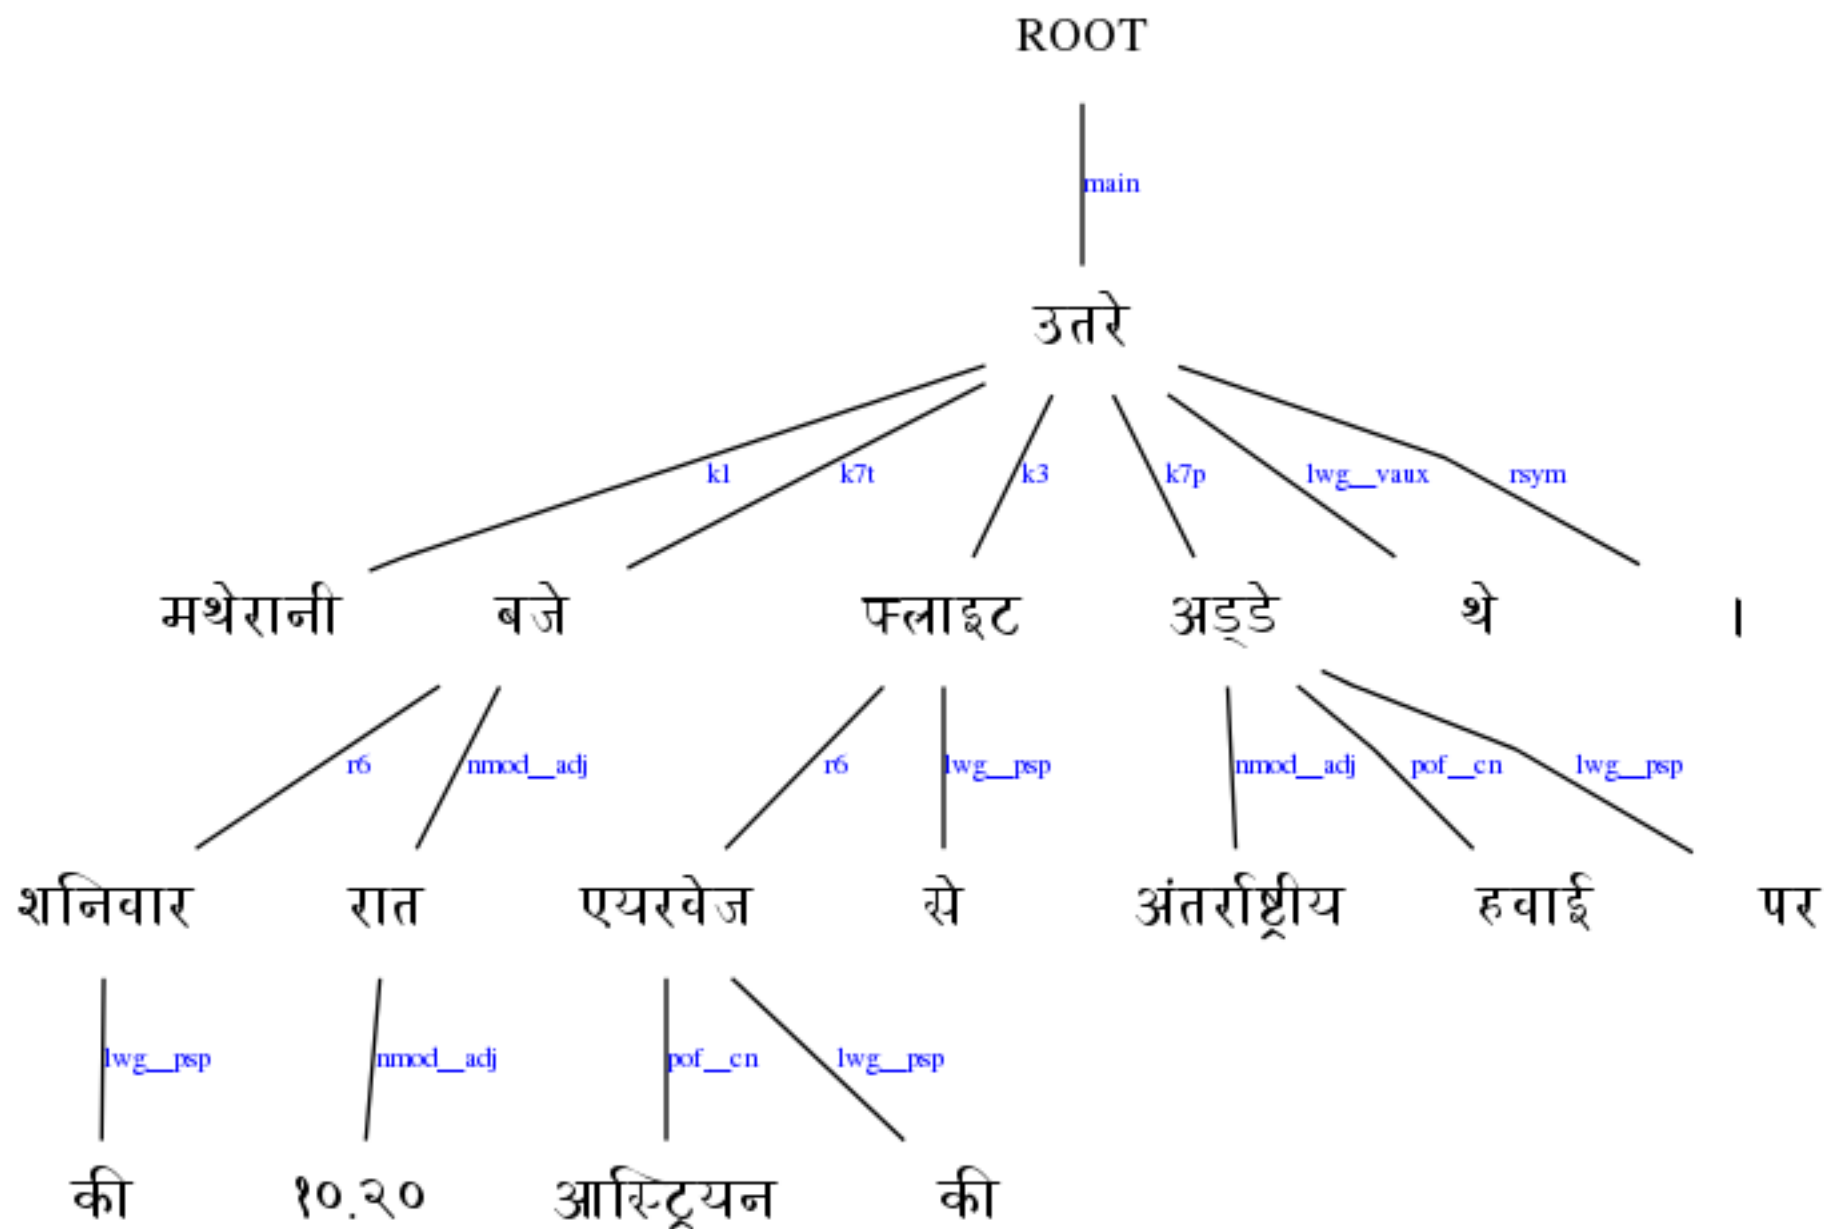 ROOT
main
उतरे
k1 k7t k3 k7p lwg__vaux rsym
मथेरानी बजे फ्लाइट अड्डे थे ।
r6 nmod__adj r6 lwg__psp nmod__adj pof__cn lwg__psp
शनिवार रात एयरवेज से अंतर्राष्ट्रीय हवाई पर
lwg__psp nmod__adj pof__cn lwg__psp
की १०.२० आस्ट्रियन की